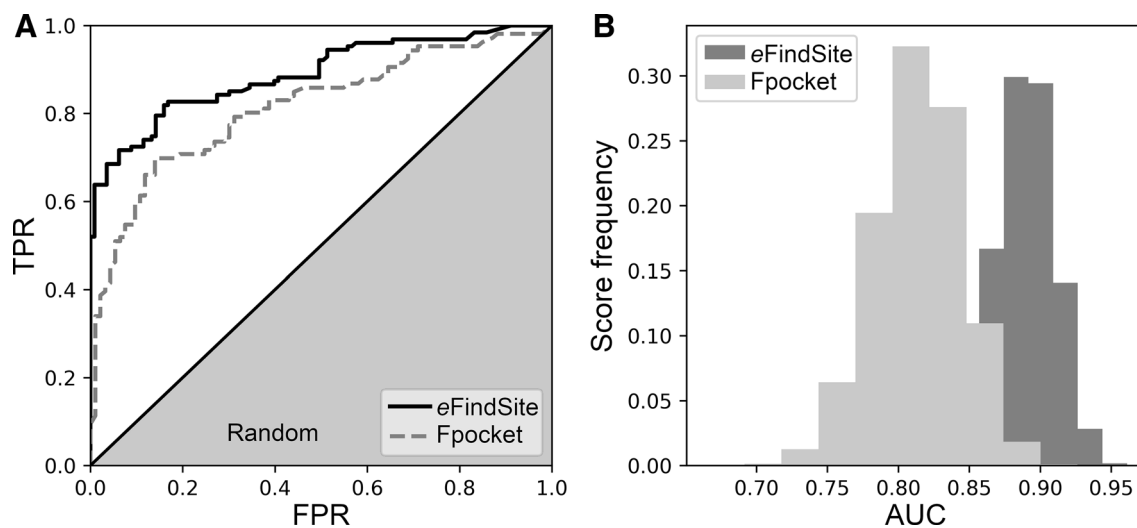 A
TPR
1.0
0.8
0.6
0.4
0.2
0.0
0.0 0.2 0.4 0.6 0.8 1.0
FPR
Random
eFindSite
Fpocket
B
Score frequency
0.30
0.25
0.20
0.15
0.10
0.05
0.00
0.70 0.75 0.80 0.85 0.90 0.95
AUC
eFindSite
Fpocket